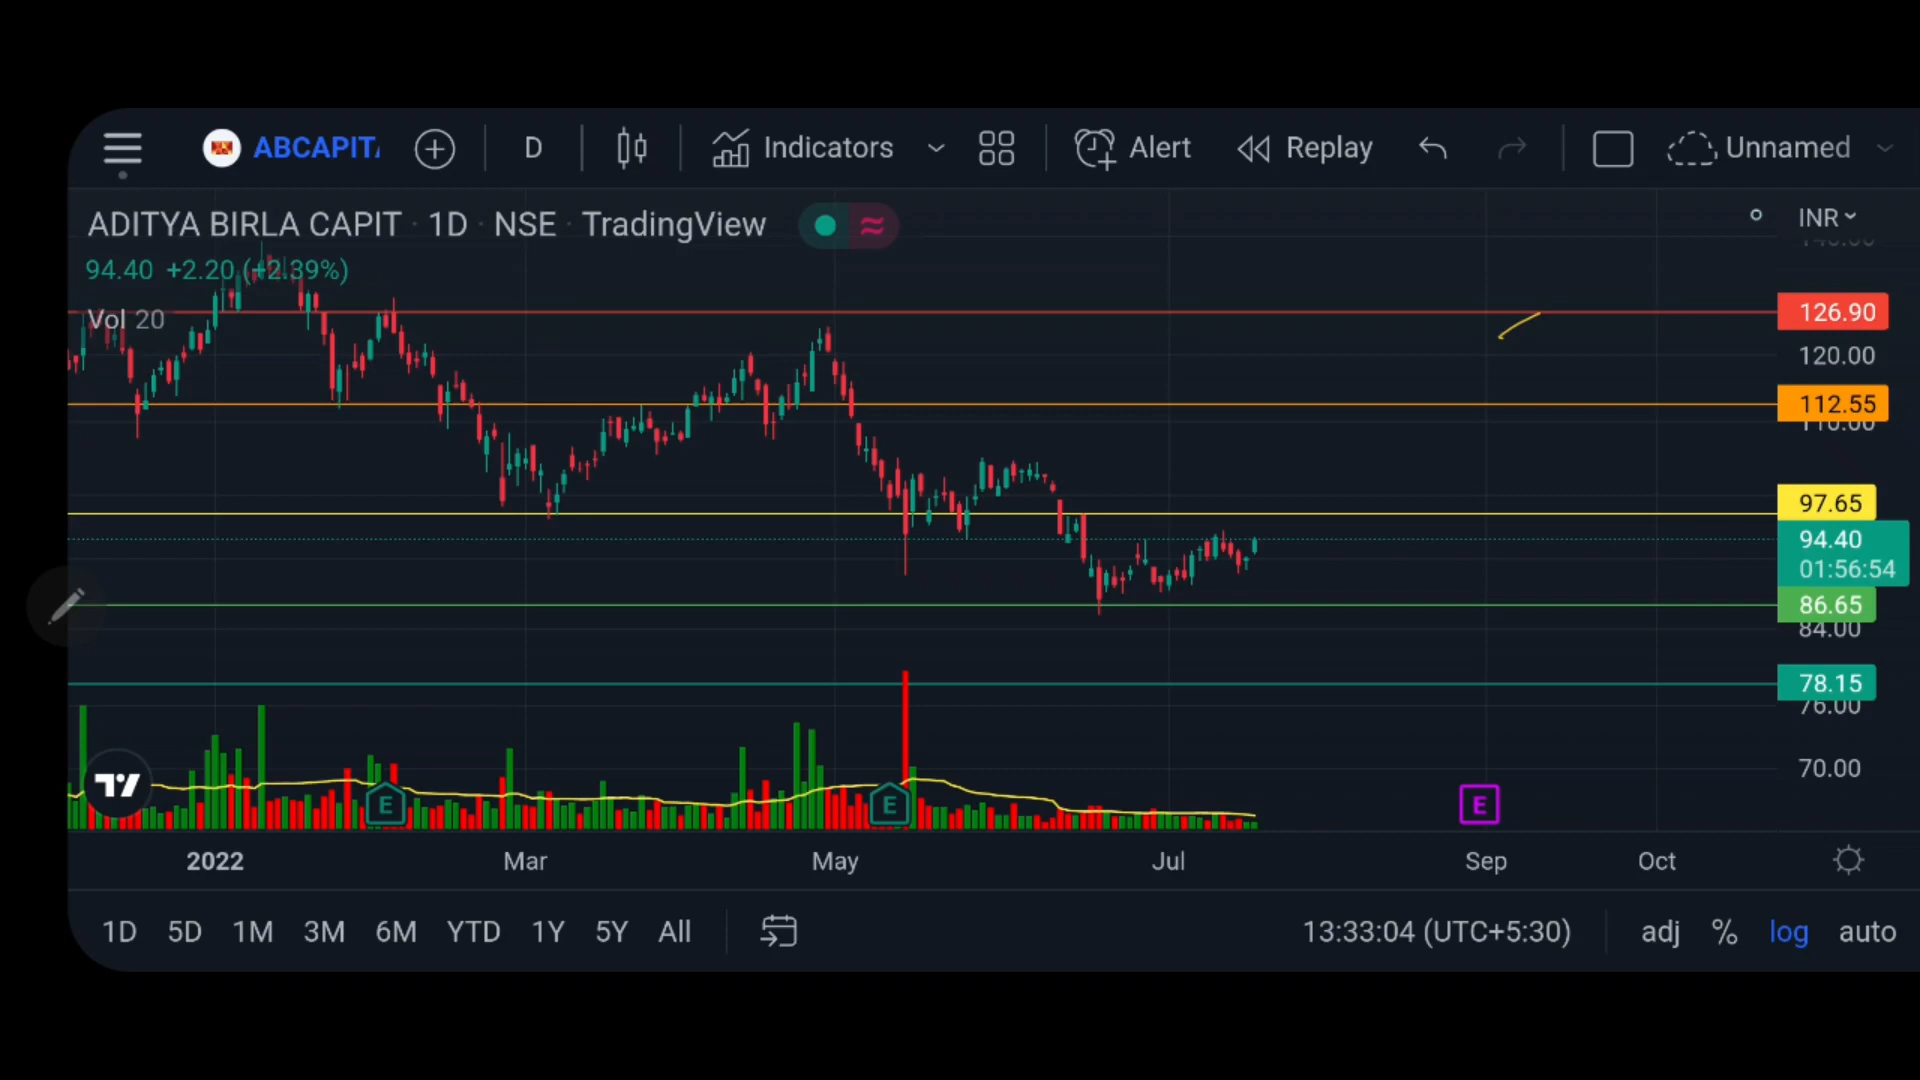 ABCAPIT
D
Indicators
Alert
Replay
Unnamed
ADITYA BIRLA CAPIT · 1D · NSE · TradingView
INR
94.40 +2.20 (+2.39%)
Vol 20
126.90
120.00
112.55
110.00
97.65
94.40
01:56:54
86.65
84.00
78.15
76.00
70.00
E
E
E
2022 Mar May Jul Sep Oct
1D 5D 1M 3M 6M YTD 1Y 5Y All
13:33:04 (UTC+5:30)
adj % log auto